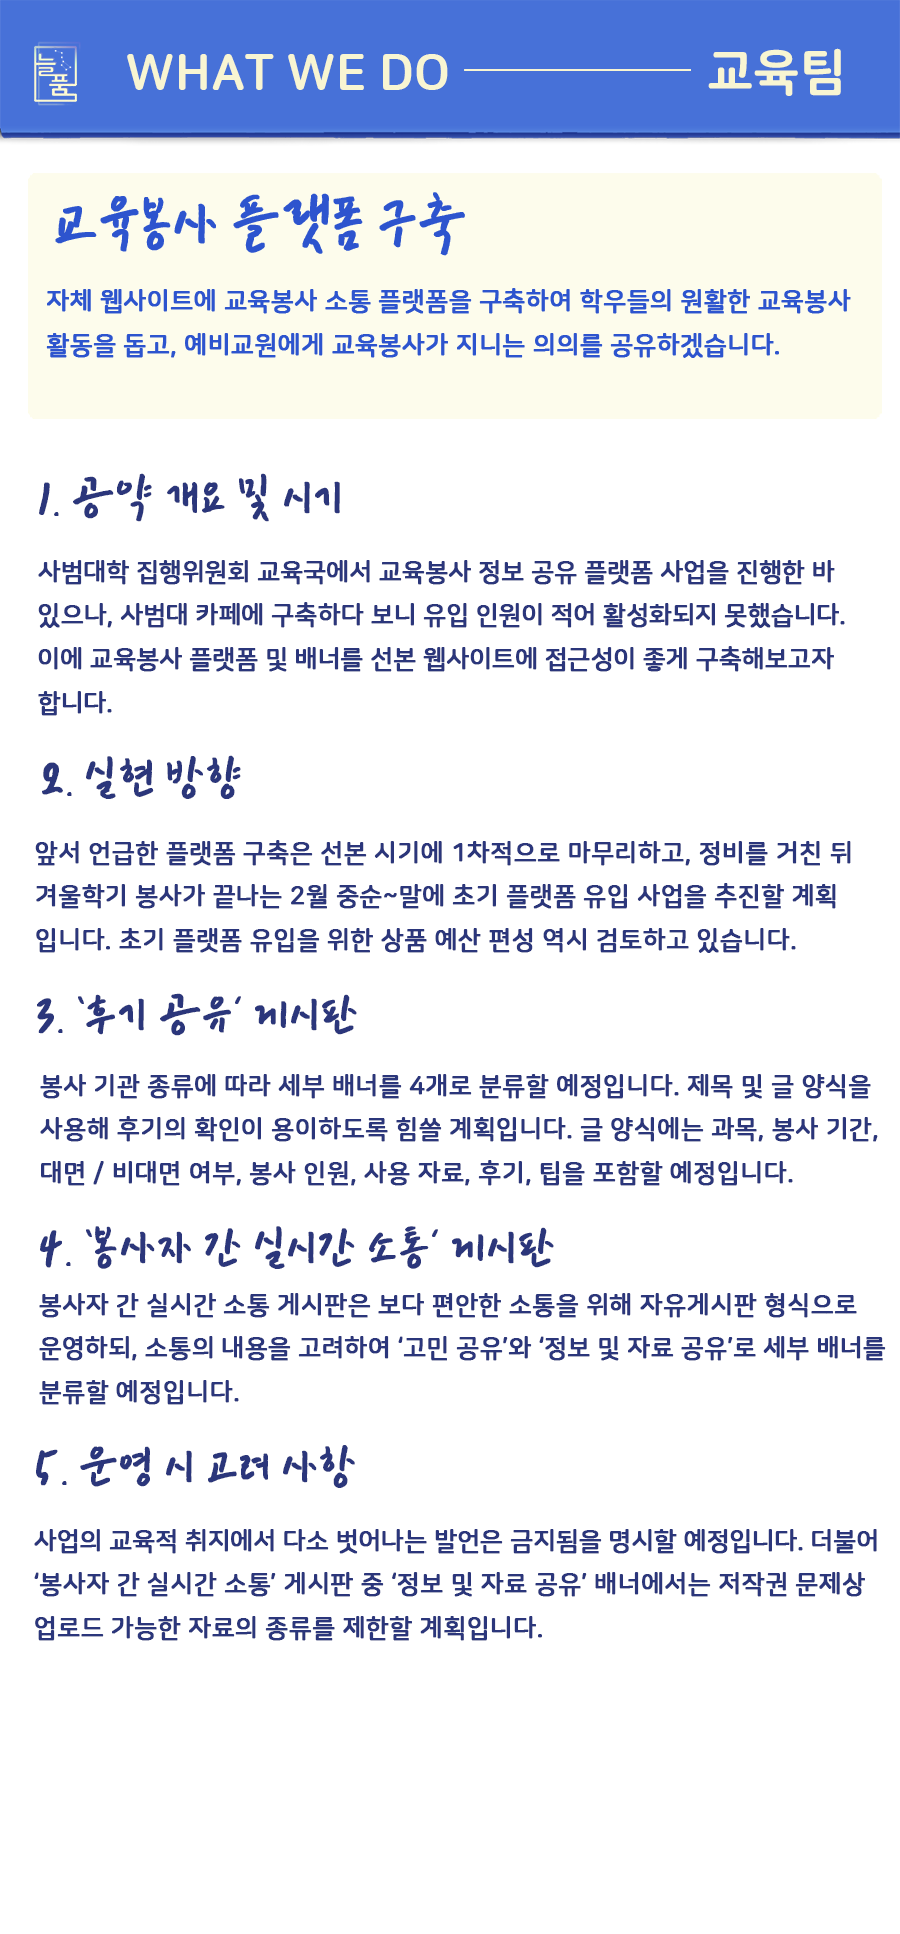 늘품
WHAT WE DO
교육팀
교육봉사 플랫폼 구축
자체 웹사이트에 교육봉사 소통 플랫폼을 구축하여 학우들의 원활한 교육봉사
활동을 돕고, 예비교원에게 교육봉사가 지니는 의의를 공유하겠습니다.
1. 공약 개요 및 시기
사범대학 집행위원회 교육국에서 교육봉사 정보 공유 플랫폼 사업을 진행한 바
있으나, 사범대 카페에 구축하다 보니 유입 인원이 적어 활성화되지 못했습니다.
이에 교육봉사 플랫폼 및 배너를 선본 웹사이트에 접근성이 좋게 구축해보고자
합니다.
2. 실현 방향
앞서 언급한 플랫폼 구축은 선본 시기에 1차적으로 마무리하고, 정비를 거친 뒤
겨울학기 봉사가 끝나는 2월 중순~말에 초기 플랫폼 유입 사업을 추진할 계획
입니다. 초기 플랫폼 유입을 위한 상품 예산 편성 역시 검토하고 있습니다.
3. ‘후기 공유‘ 게시판
봉사 기관 종류에 따라 세부 배너를 4개로 분류할 예정입니다. 제목 및 글 양식을
사용해 후기의 확인이 용이하도록 힘쓸 계획입니다. 글 양식에는 과목, 봉사 기간,
대면 / 비대면 여부, 봉사 인원, 사용 자료, 후기, 팁을 포함할 예정입니다.
4. ‘봉사자 간 실시간 소통‘ 게시판
봉사자 간 실시간 소통 게시판은 보다 편안한 소통을 위해 자유게시판 형식으로
운영하되, 소통의 내용을 고려하여 ‘고민 공유’와 ‘정보 및 자료 공유’로 세부 배너를
분류할 예정입니다.
5. 운영 시 고려 사항
사업의 교육적 취지에서 다소 벗어나는 발언은 금지됨을 명시할 예정입니다. 더불어
‘봉사자 간 실시간 소통’ 게시판 중 ‘정보 및 자료 공유’ 배너에서는 저작권 문제상
업로드 가능한 자료의 종류를 제한할 계획입니다.